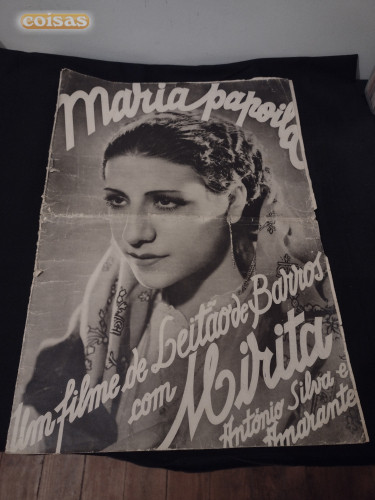 coisas
Maria papoila
Um filme de Leitão de Barros
com Mirita
António Silva e
Amarante